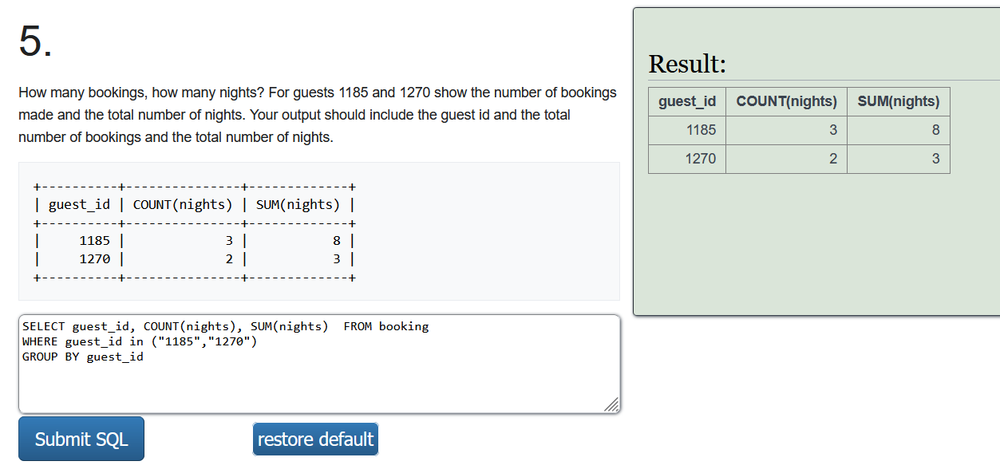 5.
How many bookings, how many nights? For guests 1185 and 1270 show the number of bookings
made and the total number of nights. Your output should include the guest id and the total
number of bookings and the total number of nights.
+----------+---------------+-------------+
| guest_id | COUNT(nights) | SUM(nights) |
+----------+---------------+-------------+
|     1185 |             3 |           8 |
|     1270 |             2 |           3 |
+----------+---------------+-------------+
SELECT guest_id, COUNT(nights), SUM(nights)  FROM booking
WHERE guest_id in ("1185","1270")
GROUP BY guest_id
Submit SQL
restore default
Result:
guest_id COUNT(nights) SUM(nights)
1185 3 8
1270 2 3